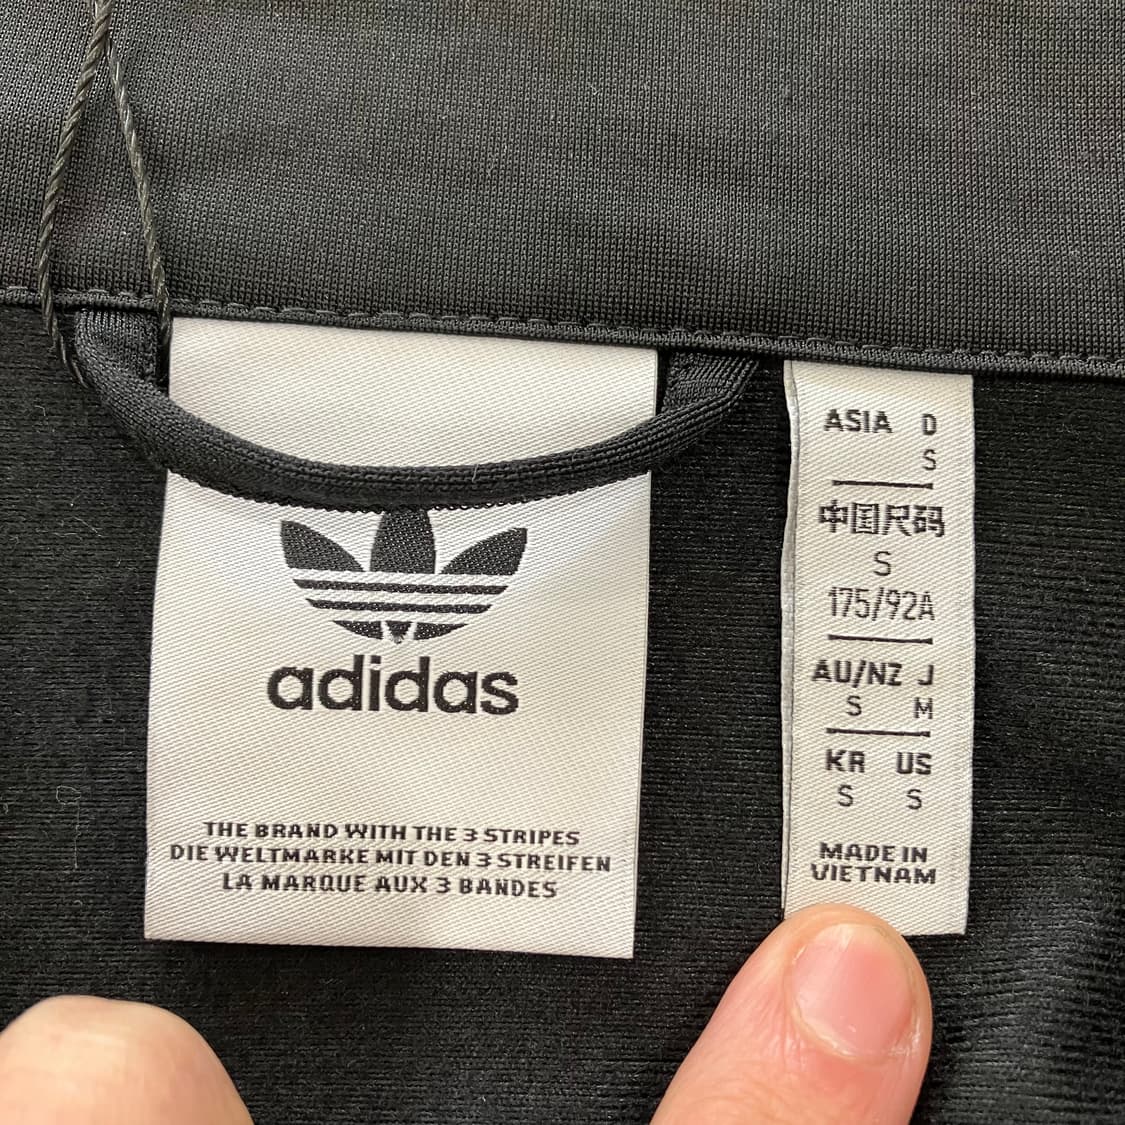 adidas
THE BRAND WITH THE 3 STRIPES
DIE WELTMARKE MIT DEN 3 STREIFEN
LA MARQUE AUX 3 BANDES
ASIA D
S
中国尺码
S
175/92A
AU/NZ J
S M
KR US
S S
MADE IN
VIETNAM